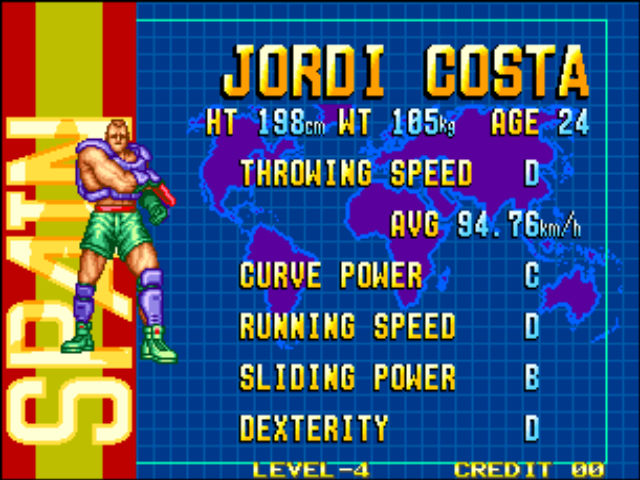 SPAIN
JORDI COSTA
HT 198cm WT 105kg AGE 24
THROWING SPEED D
AVG 94.76km/h
CURVE POWER C
RUNNING SPEED D
SLIDING POWER B
DEXTERITY D
LEVEL-4 CREDIT 00